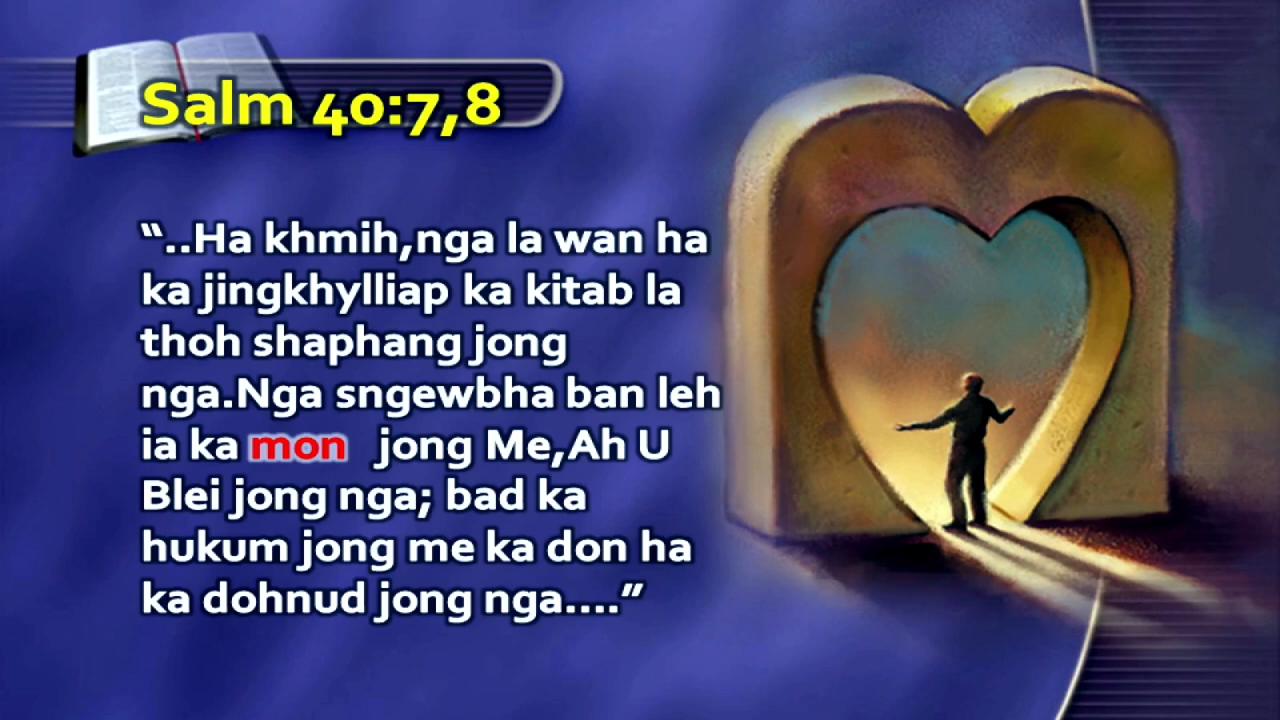 Salm 40:7,8
“..Ha khmih,nga la wan ha
ka jingkhylliap ka kitab la
thoh shaphang jong
nga.Nga sngewbha ban leh
ia ka mon jong Me,Ah U
Blei jong nga; bad ka
hukum jong me ka don ha
ka dohnud jong nga....”